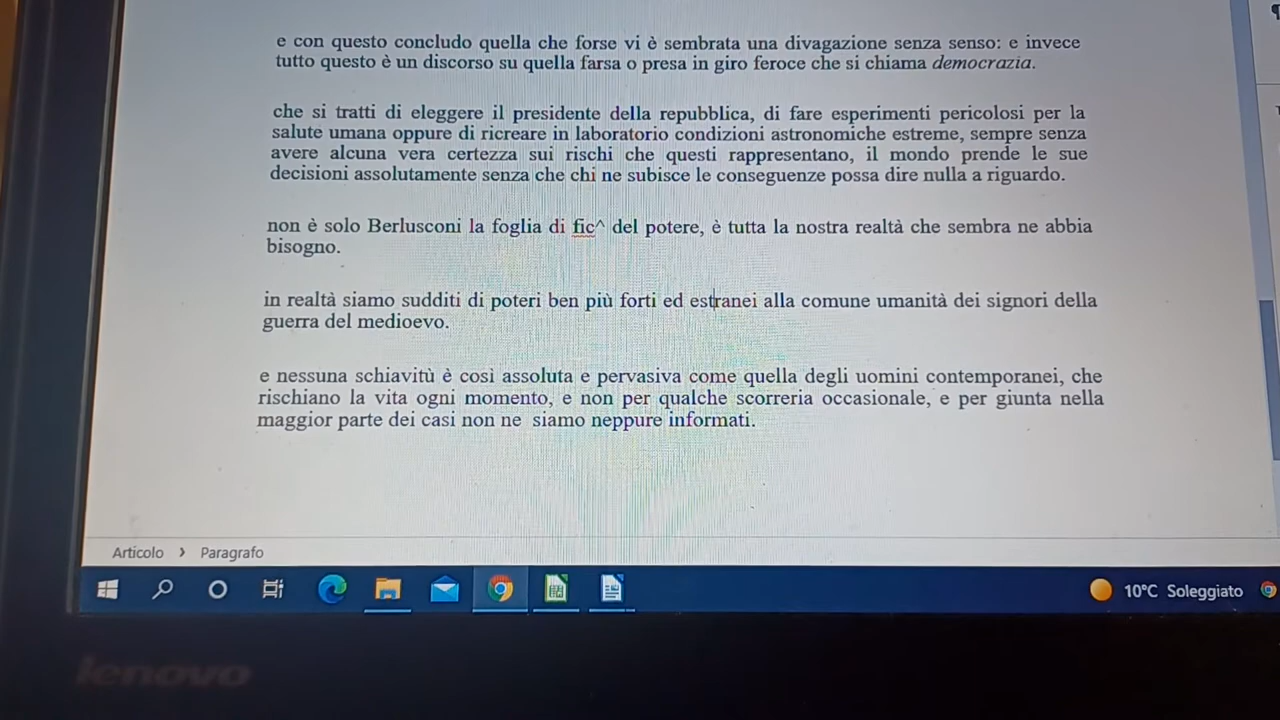 e con questo concludo quella che forse vi è sembrata una divagazione senza senso: e invece
tutto questo è un discorso su quella farsa o presa in giro feroce che si chiama democrazia.
che si tratti di eleggere il presidente della repubblica, di fare esperimenti pericolosi per la
salute umana oppure di ricreare in laboratorio condizioni astronomiche estreme, sempre senza
avere alcuna vera certezza sui rischi che questi rappresentano, il mondo prende le sue
decisioni assolutamente senza che chi ne subisce le conseguenze possa dire nulla a riguardo.
non è solo Berlusconi la foglia di fic^ del potere, è tutta la nostra realtà che sembra ne abbia
bisogno.
in realtà siamo sudditi di poteri ben più forti ed estranei alla comune umanità dei signori della
guerra del medioevo.
e nessuna schiavitù è così assoluta e pervasiva come quella degli uomini contemporanei, che
rischiano la vita ogni momento, e non per qualche scorreria occasionale, e per giunta nella
maggior parte dei casi non ne siamo neppure informati.
Articolo › Paragrafo
10°C Soleggiato
lenovo